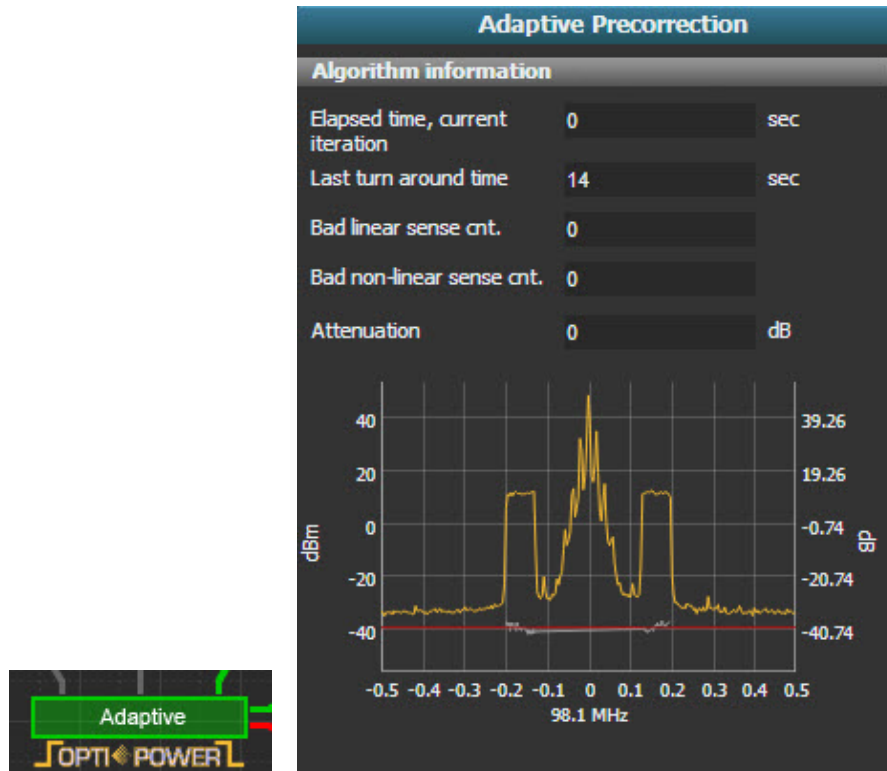 Adaptive Precorrection
Algorithm information
Elapsed time, current
iteration
0 sec
Last turn around time 14 sec
Bad linear sense cnt. 0
Bad non-linear sense cnt. 0
Attenuation 0 dB
40 39.26
20 19.26
0 -0.74
dBm
dB
-20 -20.74
-40 -40.74
-0.5 -0.4 -0.3 -0.2 -0.1 0 0.1 0.2 0.3 0.4 0.5
98.1 MHz
Adaptive
OPTI POWER